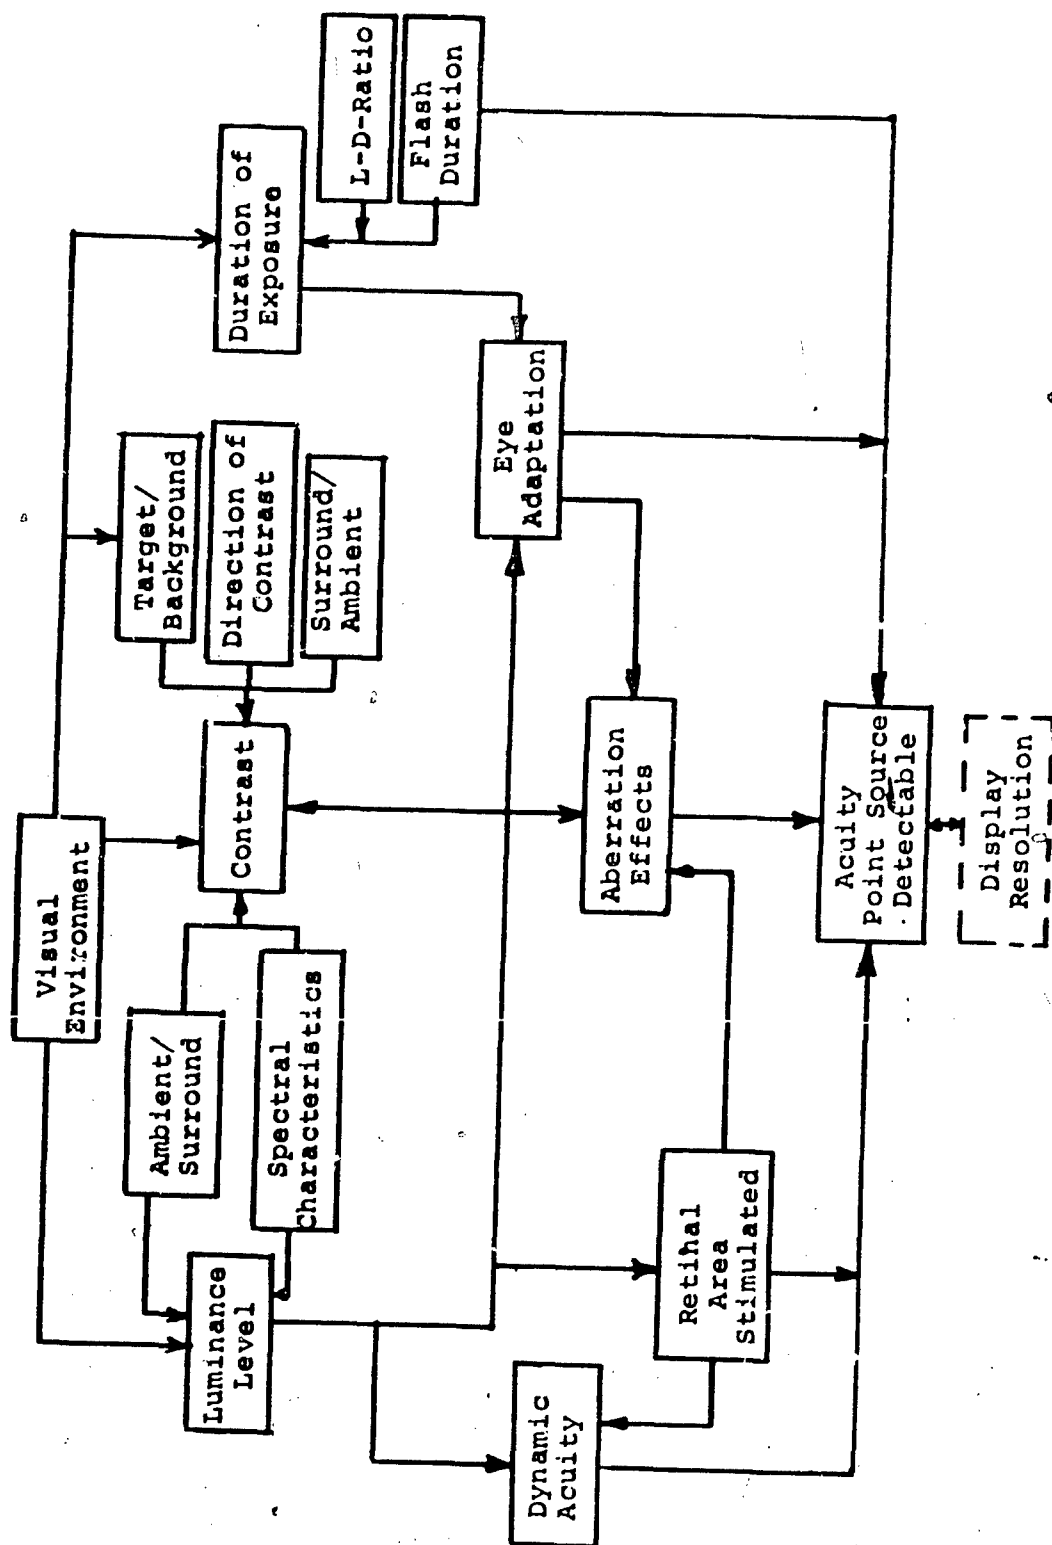 Visual
Environment
Luminance
Level
Ambient/
Surround
Spectral
Characteristics
Contrast
Target/
Background
Direction of
Contrast
Surround/
Ambient
Duration of
Exposure
L-D-Ratio
Flash
Duration
Eye
Adaptation
Dynamic
Acuity
Retihal
Area
Stimulated
Aberration
Effects
Acuity
Point Source
Detectable
Display
Resolution